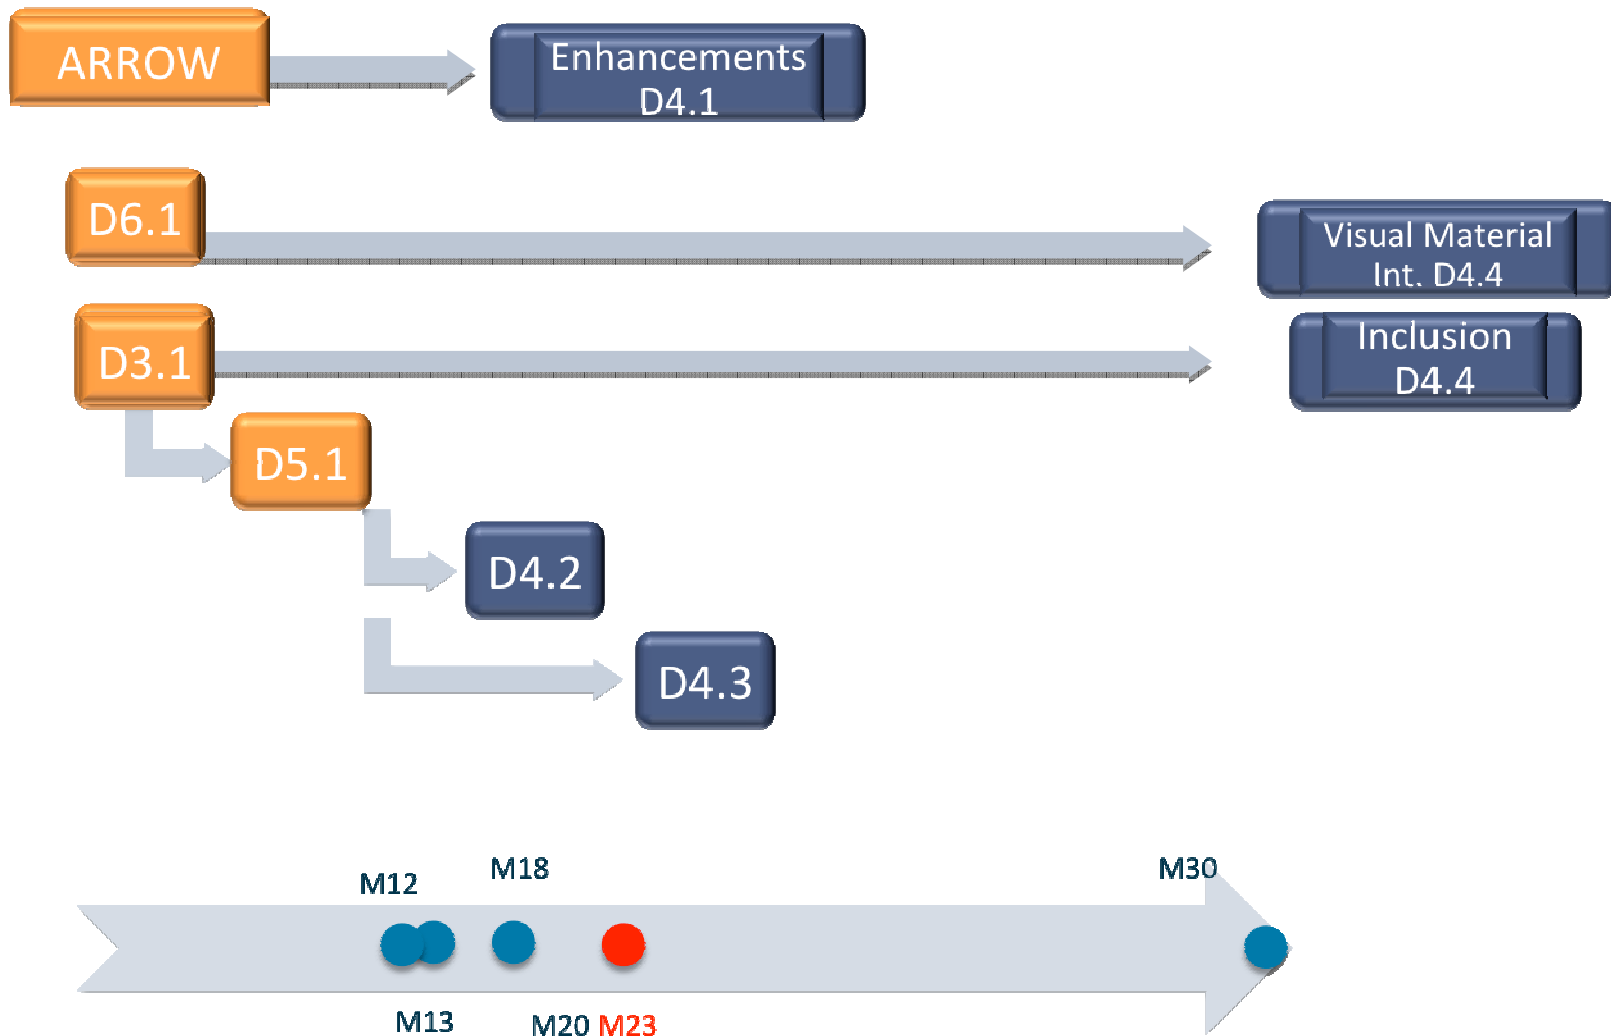 ARROW
Enhancements
D4.1
D6.1
Visual Material
Int. D4.4
D3.1
Inclusion
D4.4
D5.1
D4.2
D4.3
M12
M18
M30
M13
M20
M23